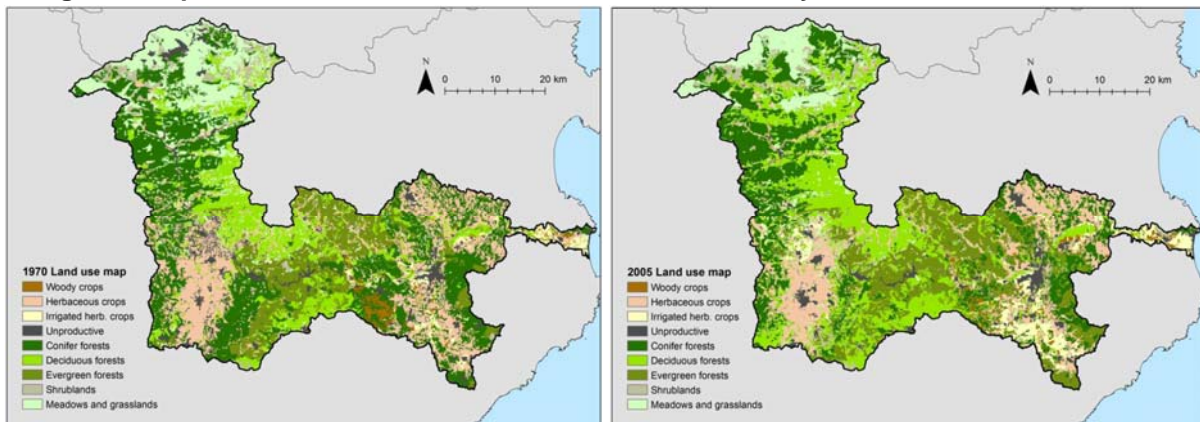 N
0 10 20 km
1970 Land use map
Woody crops
Herbaceous crops
Irrigated herb. crops
Unproductive
Conifer forests
Deciduous forests
Evergreen forests
Shrublands
Meadows and grasslands
N
0 10 20 km
2005 Land use map
Woody crops
Herbaceous crops
Irrigated herb. crops
Unproductive
Conifer forests
Deciduous forests
Evergreen forests
Shrublands
Meadows and grasslands